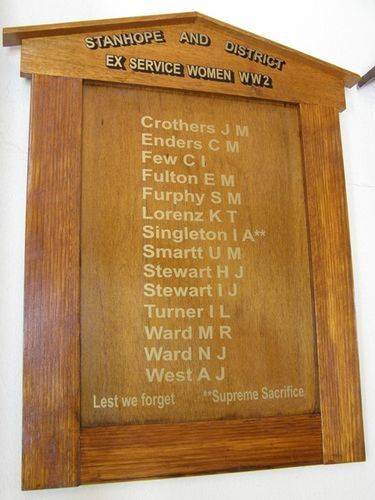 STANHOPE AND DISTRICT
EX SERVICE WOMEN WW2
Crothers J M
Enders C M
Few C I
Fulton E M
Furphy S M
Lorenz K T
Singleton I A**
Smartt U M
Stewart H J
Stewart I J
Turner I L
Ward M R
Ward N J
West A J
Lest we forget **Supreme Sacrifice